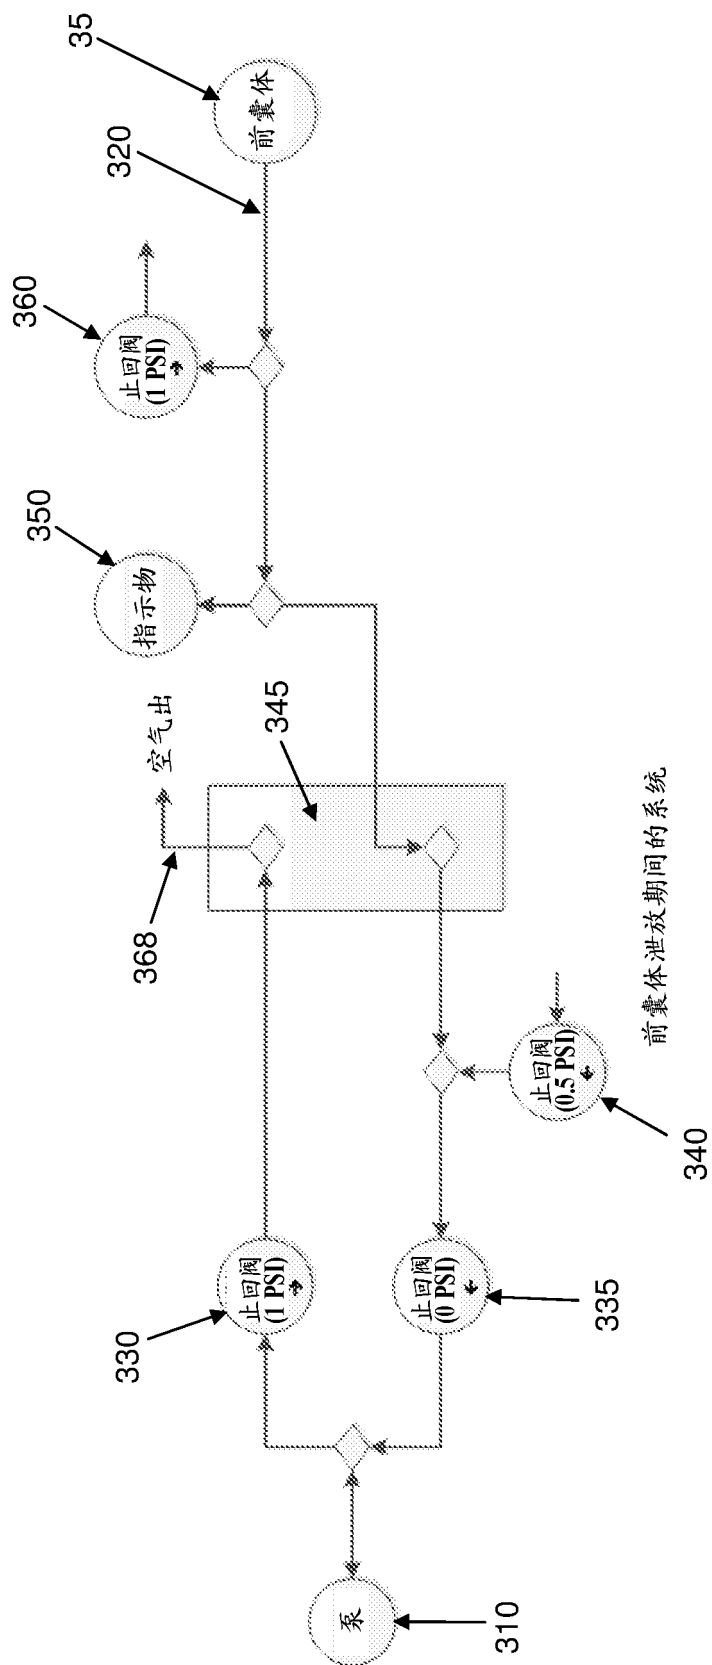 35
前囊体
320
360
止回阀
(1 PSI)
350
指示物
空气出
345
368
止回阀
(0.5 PSI)
340
前囊体泄放期间的系统
330
止回阀
(1 PSI)
止回阀
(0 PSI)
335
泵
310